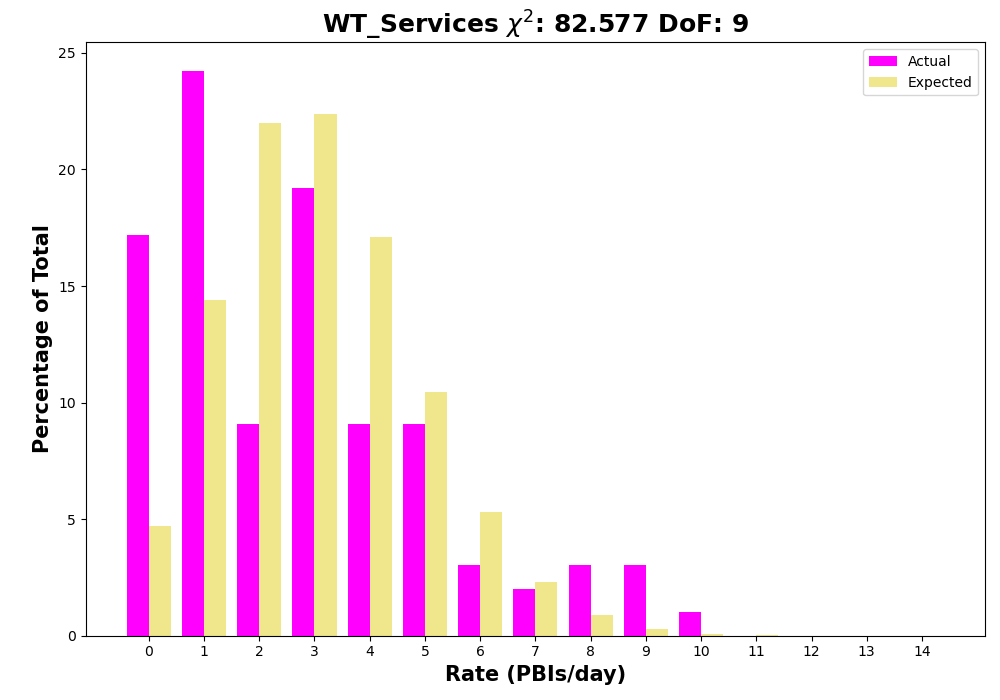 WT_Services χ²: 82.577 DoF: 9
Actual
Expected
Percentage of Total
25
20
15
10
5
0
0 1 2 3 4 5 6 7 8 9 10 11 12 13 14
Rate (PBIs/day)